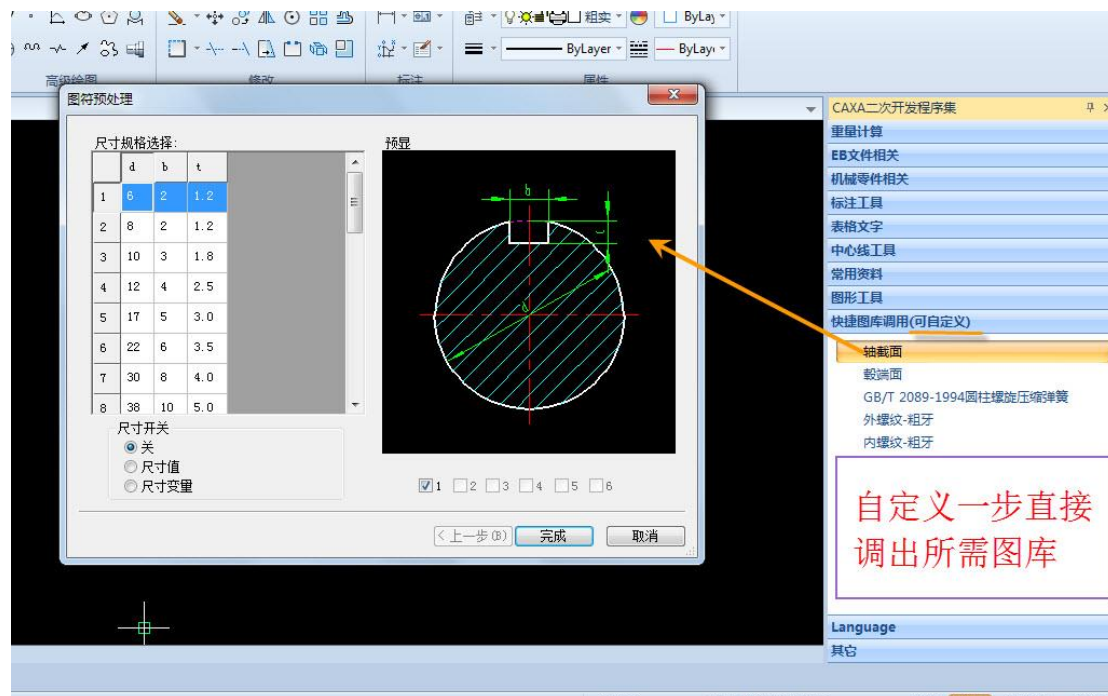 粗实
ByLay
ByLayer
ByLay
高级绘图
修改
标注
属性
图符预处理
尺寸规格选择:
d b t
1 6 2 1.2
2 8 2 1.2
3 10 3 1.8
4 12 4 2.5
5 17 5 3.0
6 22 6 3.5
7 30 8 4.0
8 38 10 5.0
尺寸开关
关
尺寸值
尺寸变量
预显
b
t
d
1 2 3 4 5 6
<上一步(B)
完成
取消
CAXA二次开发程序集
重量计算
EB文件相关
机械零件相关
标注工具
表格文字
中心线工具
常用资料
图形工具
快捷图库调用(可自定义)
轴截面
毂端面
GB/T 2089-1994圆柱螺旋压缩弹簧
外螺纹-粗牙
内螺纹-粗牙
自定义一步直接
调出所需图库
Language
其它